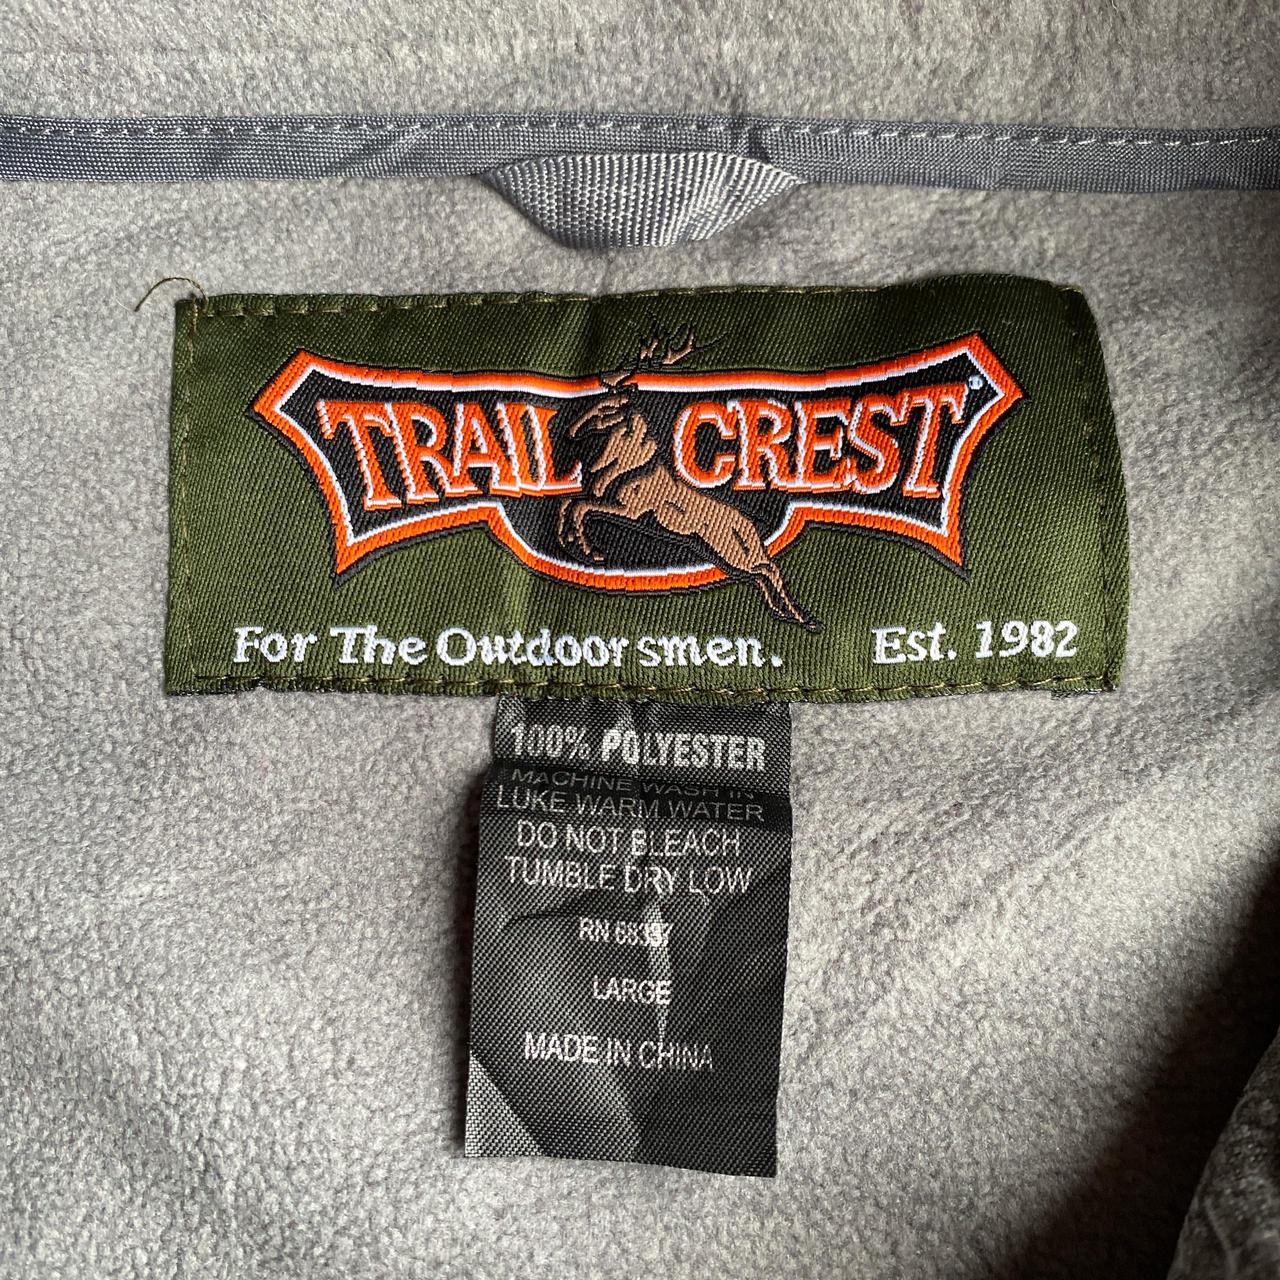 TRAIL CREST®
For The Outdoorsmen. Est. 1982
100% POLYESTER
MACHINE WASH IN
LUKE WARM WATER
DO NOT BLEACH
TUMBLE DRY LOW
RN
LARGE
MADE IN CHINA